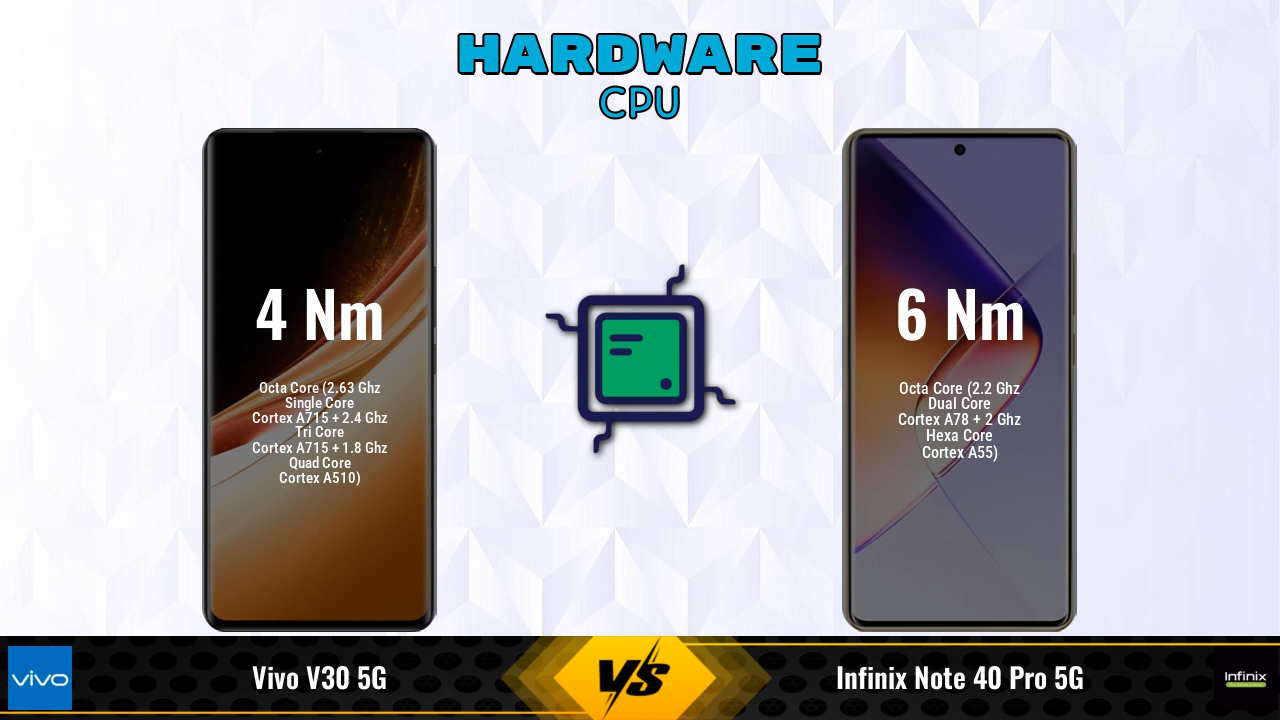 HARDWARE
CPU
4 Nm
Octa Core (2.63 Ghz
Single Core
Cortex A715 + 2.4 Ghz
Tri Core
Cortex A715 + 1.8 Ghz
Quad Core
Cortex A510)
6 Nm
Octa Core (2.2 Ghz
Dual Core
Cortex A78 + 2 Ghz
Hexa Core
Cortex A55)
vivo
Vivo V30 5G
VS
Infinix Note 40 Pro 5G
Infinix